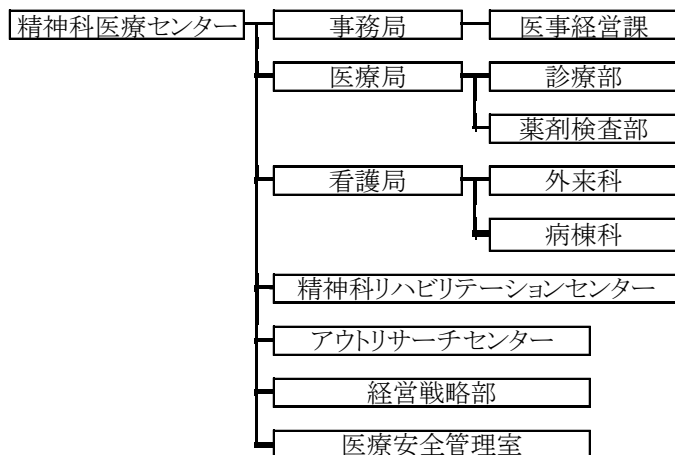 精神科医療センター 事務局 医事経営課
医療局 診療部
薬剤検査部
看護局 外来科
病棟科
精神科リハビリテーションセンター
アウトリサーチセンター
経営戦略部
医療安全管理室